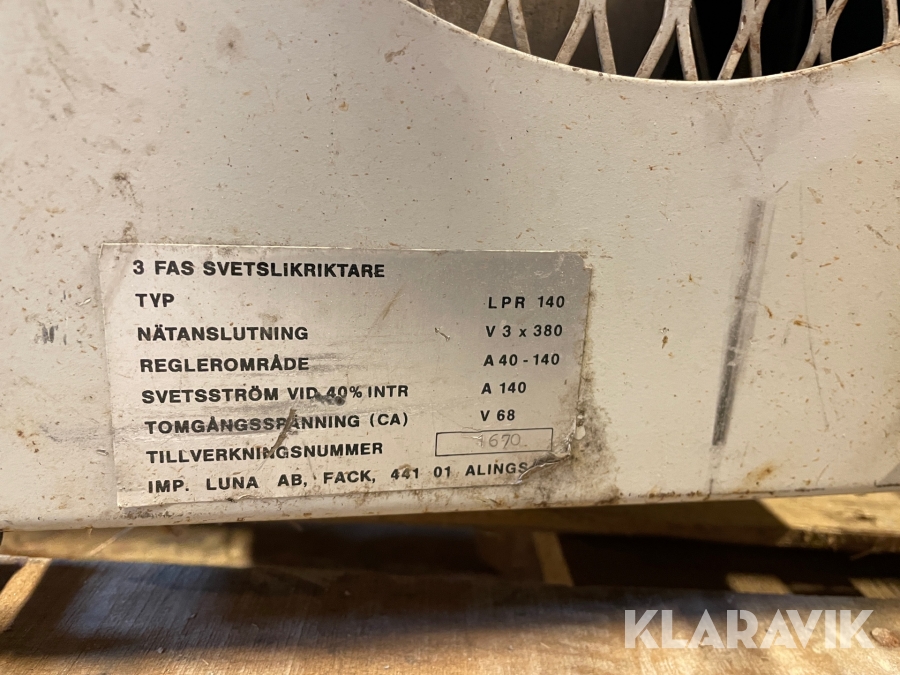 3 FAS SVETSLIKRIKTARE
TYP LPR 140
NÄTANSLUTNING V 3 x 380
REGLEROMRÅDE A 40 - 140
SVETSSTRÖM VID 40% INTR A 140
TOMGÅNGSSPÄNNING (CA) V 68
TILLVERKNINGSNUMMER 1670
IMP. LUNA AB, FACK, 441 01 ALINGS
KLARAVIK